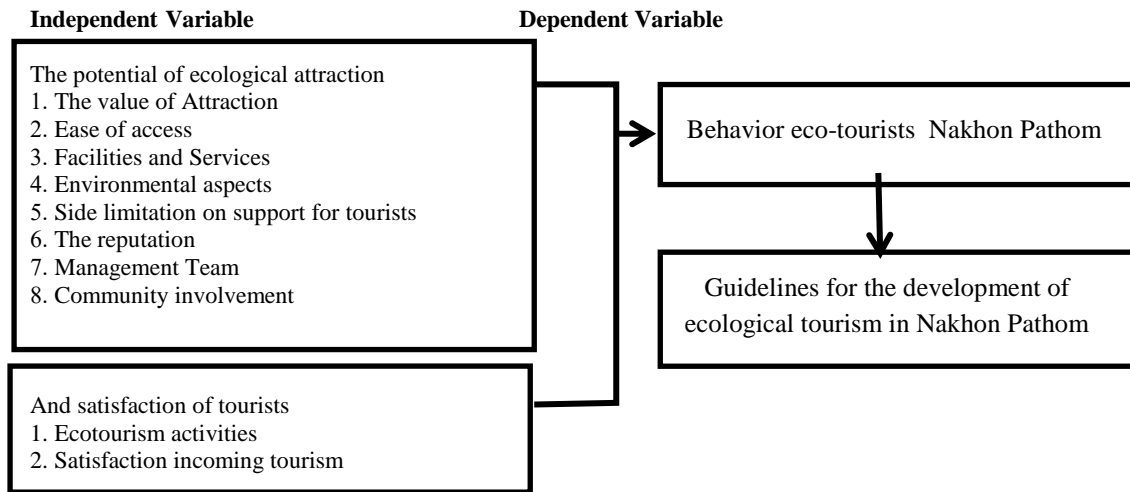 Independent Variable
Dependent Variable
The potential of ecological attraction
1. The value of Attraction
2. Ease of access
3. Facilities and Services
4. Environmental aspects
5. Side limitation on support for tourists
6. The reputation
7. Management Team
8. Community involvement
And satisfaction of tourists
1. Ecotourism activities
2. Satisfaction incoming tourism
Behavior eco-tourists Nakhon Pathom
Guidelines for the development of
ecological tourism in Nakhon Pathom